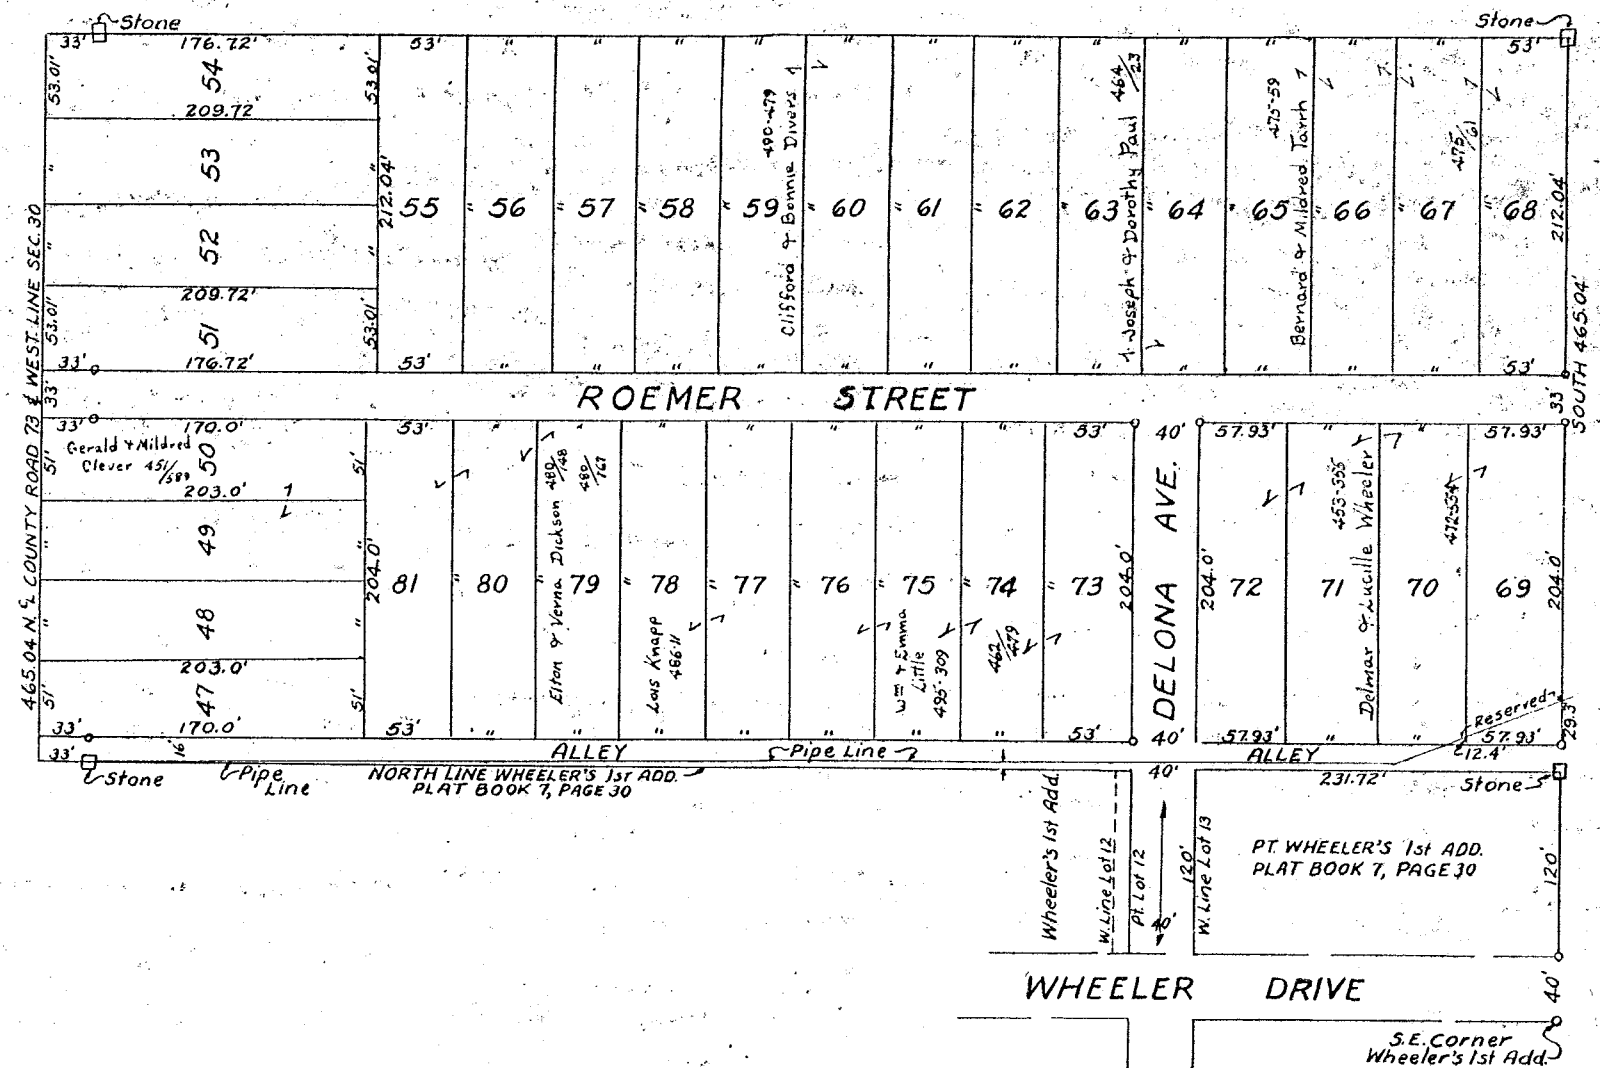 Stone
Stone
33' 176.72' 53' " " " " " " " " " " " " 53'
53.01' 54 53.01'
209.72'
" 53 "
" 52 "
209.72'
53.01' 51 53.01'
33' 176.72' 53' " " " " " " " " " " " " 53'
212.04' 55 " 56 " 57 " 58 " 59 " 60 " 61 " 62 " 63 " 64 " 65 " 66 " 67 " 68 212.04'
490-479
Clifford & Bonnie Divers
Joseph & Dorothy Paul 464/23
475-59
Bernard & Mildred Tarrh
475/61
465.04 N ℄ COUNTY ROAD 73 & WEST LINE SEC. 30
SOUTH 465.04'
33' ROEMER STREET 33'
33' 170.0' 53' " " " " " " " 53' 40' 57.93' " " 57.93'
Gerald & Mildred
Clever 451/589
51' 50 51'
203.0'
" 49 "
" 48 "
203.0'
51' 47 51'
33' 170.0' 53' " " " " " " " 53' 40' 57.93' " " 57.93'
204.0' 81 " 80 " 79 " 78 " 77 " 76 " 75 " 74 " 73 204.0'
DELONA AVE.
204.0' 72 71 70 69 204.0'
Elton & Verna Dickson 480/148
480/167
Lois Knapp
486-11
Wm & Emma
Little
495-309
462/479
453-355
Delmar & Lucille Wheeler
472-534
Reserved
29.3'
12.4'
33' 16' ALLEY Pipe Line ALLEY
Stone
Pipe
Line
NORTH LINE WHEELER'S 1st ADD.
PLAT BOOK 7, PAGE 30
40' 231.72' Stone
Wheeler's 1st Add.
W. Line Lot 12
Pt. Lot 12
40'
120'
W. Line Lot 13
PT. WHEELER'S 1st ADD.
PLAT BOOK 7, PAGE 30
120'
WHEELER DRIVE 40'
S.E. Corner
Wheeler's 1st Add.